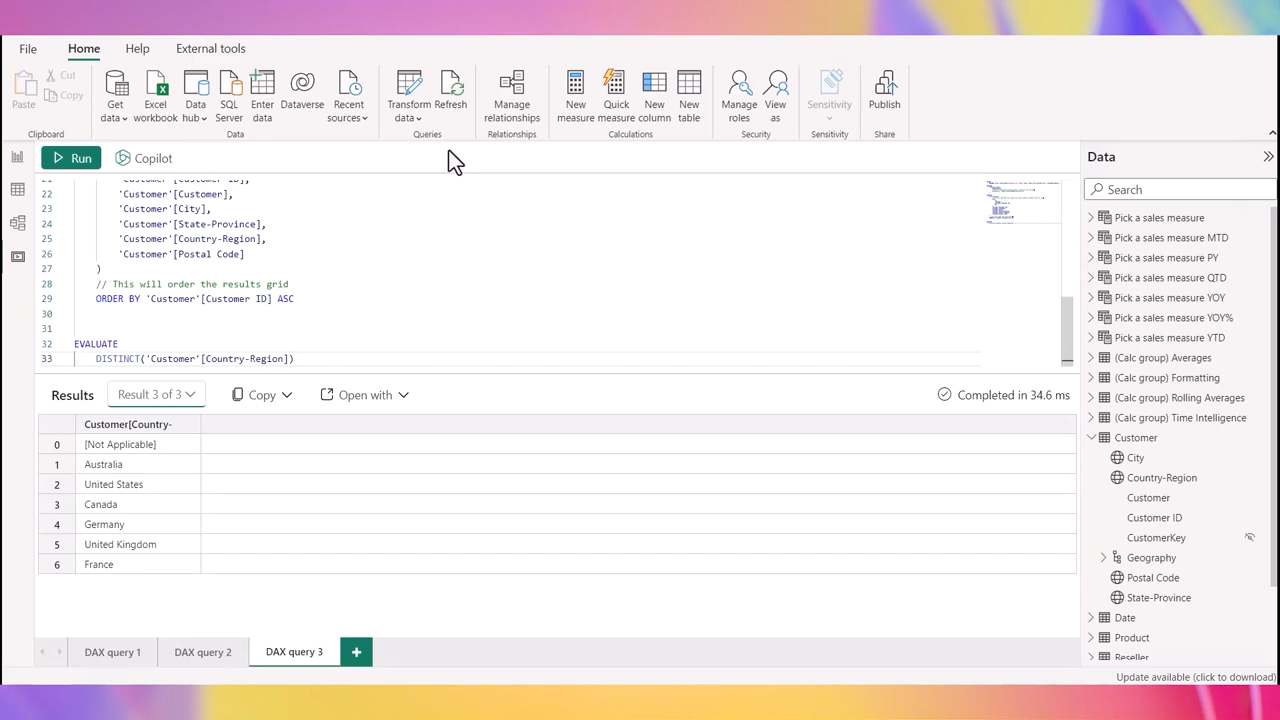 File Home Help External tools
Cut
Copy
Paste
Get data
Excel workbook
Data hub
SQL Server
Enter data
Dataverse
Recent sources
Transform data
Refresh
Manage relationships
New measure
Quick measure
New column
New table
Manage roles
View as
Sensitivity
Publish
Clipboard Data Queries Relationships Calculations Security Sensitivity Share
Run Copilot
22 'Customer'[Customer],
23 'Customer'[City],
24 'Customer'[State-Province],
25 'Customer'[Country-Region],
26 'Customer'[Postal Code]
27 )
28 // This will order the results grid
29 ORDER BY 'Customer'[Customer ID] ASC
30
31
32 EVALUATE
33 DISTINCT('Customer'[Country-Region])
Results Result 3 of 3 Copy Open with Completed in 34.6 ms
Customer[Country-
0 [Not Applicable]
1 Australia
2 United States
3 Canada
4 Germany
5 United Kingdom
6 France
DAX query 1 DAX query 2 DAX query 3 +
Data
Search
Pick a sales measure
Pick a sales measure MTD
Pick a sales measure PY
Pick a sales measure QTD
Pick a sales measure YOY
Pick a sales measure YOY%
Pick a sales measure YTD
(Calc group) Averages
(Calc group) Formatting
(Calc group) Rolling Averages
(Calc group) Time Intelligence
Customer
City
Country-Region
Customer
Customer ID
CustomerKey
Geography
Postal Code
State-Province
Date
Product
Reseller
Update available (click to download)